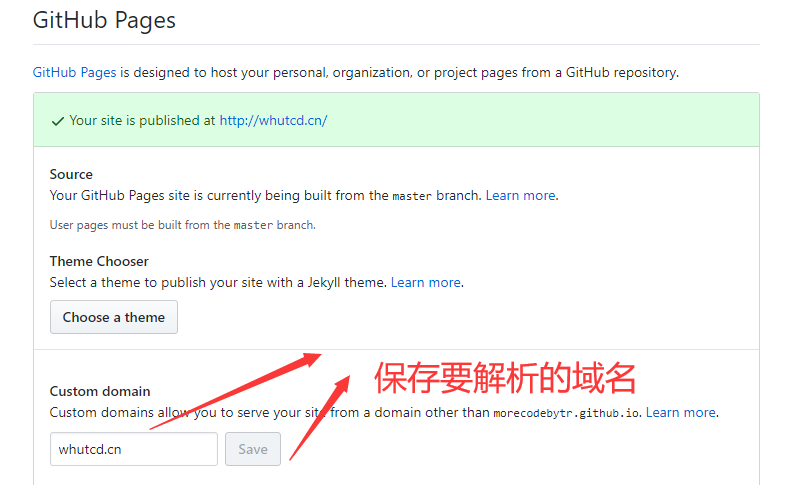 GitHub Pages
GitHub Pages is designed to host your personal, organization, or project pages from a GitHub repository.
Your site is published at http://whutcd.cn/
Source
Your GitHub Pages site is currently being built from the master branch. Learn more.
User pages must be built from the master branch.
Theme Chooser
Select a theme to publish your site with a Jekyll theme. Learn more.
Choose a theme
保存要解析的域名
Custom domain
Custom domains allow you to serve your site from a domain other than morecodebytr.github.io. Learn more.
whutcd.cn Save